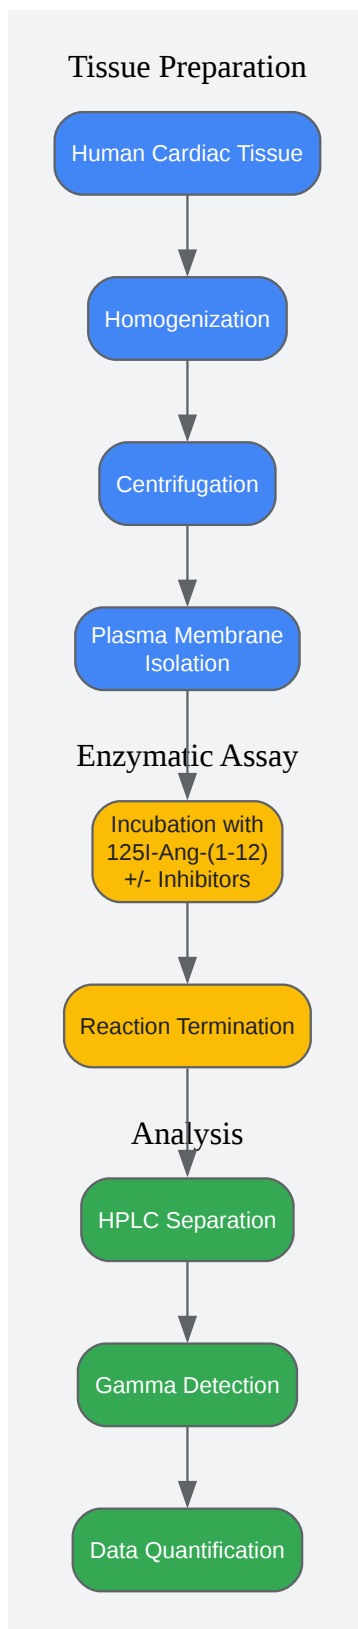 Tissue Preparation
Human Cardiac Tissue
Homogenization
Centrifugation
Plasma Membrane
Isolation
Enzymatic Assay
Incubation with
125I-Ang-(1-12)
+/- Inhibitors
Reaction Termination
Analysis
HPLC Separation
Gamma Detection
Data Quantification